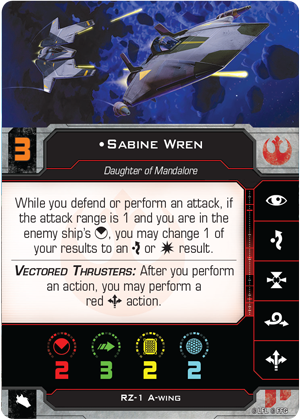 •Sabine Wren
3
Daughter of Mandalore
While you defend or perform an attack, if
the attack range is 1 and you are in the
enemy ship's , you may change 1 of
your results to an or result.
Vectored Thrusters: After you perform
an action, you may perform a
red action.
2 3 2 2
RZ-1 A-wing
©LFL ©FFG